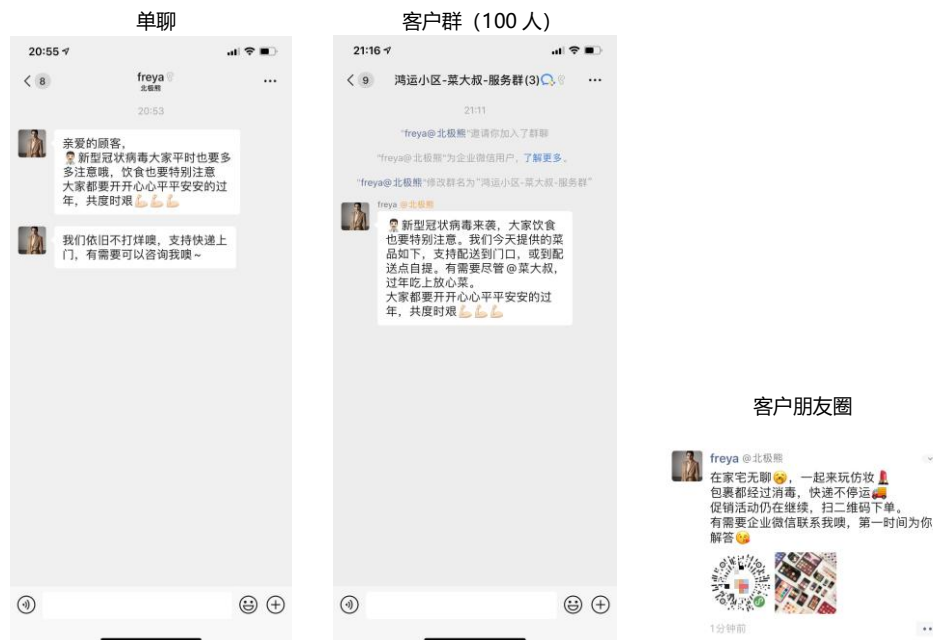 单聊
20:55
8
freya
北极熊
20:53
亲爱的顾客，
新型冠状病毒大家平时也要多
多注意哦，饮食也要特别注意
大家都要开开心心平平安安的过
年，共度时艰
我们依旧不打烊噢，支持快递上
门，有需要可以咨询我噢～
客户群（100 人）
21:16
9
鸿运小区-菜大叔-服务群(3)
21:11
"freya@北极熊"邀请你加入了群聊
"freya@北极熊"为企业微信用户，了解更多。
"freya@北极熊"修改群名为"鸿运小区-菜大叔-服务群"
freya @北极熊
新型冠状病毒来袭，大家饮食
也要特别注意。我们今天提供的菜
品如下，支持配送到门口，或到配
送点自提。有需要尽管@菜大叔，
过年吃上放心菜。
大家都要开开心心平平安安的过
年，共度时艰
客户朋友圈
freya @北极熊
在家宅无聊，一起来玩仿妆
包裹都经过消毒，快递不停运
促销活动仍在继续，扫二维码下单。
有需要企业微信联系我噢，第一时间为你
解答
1分钟前